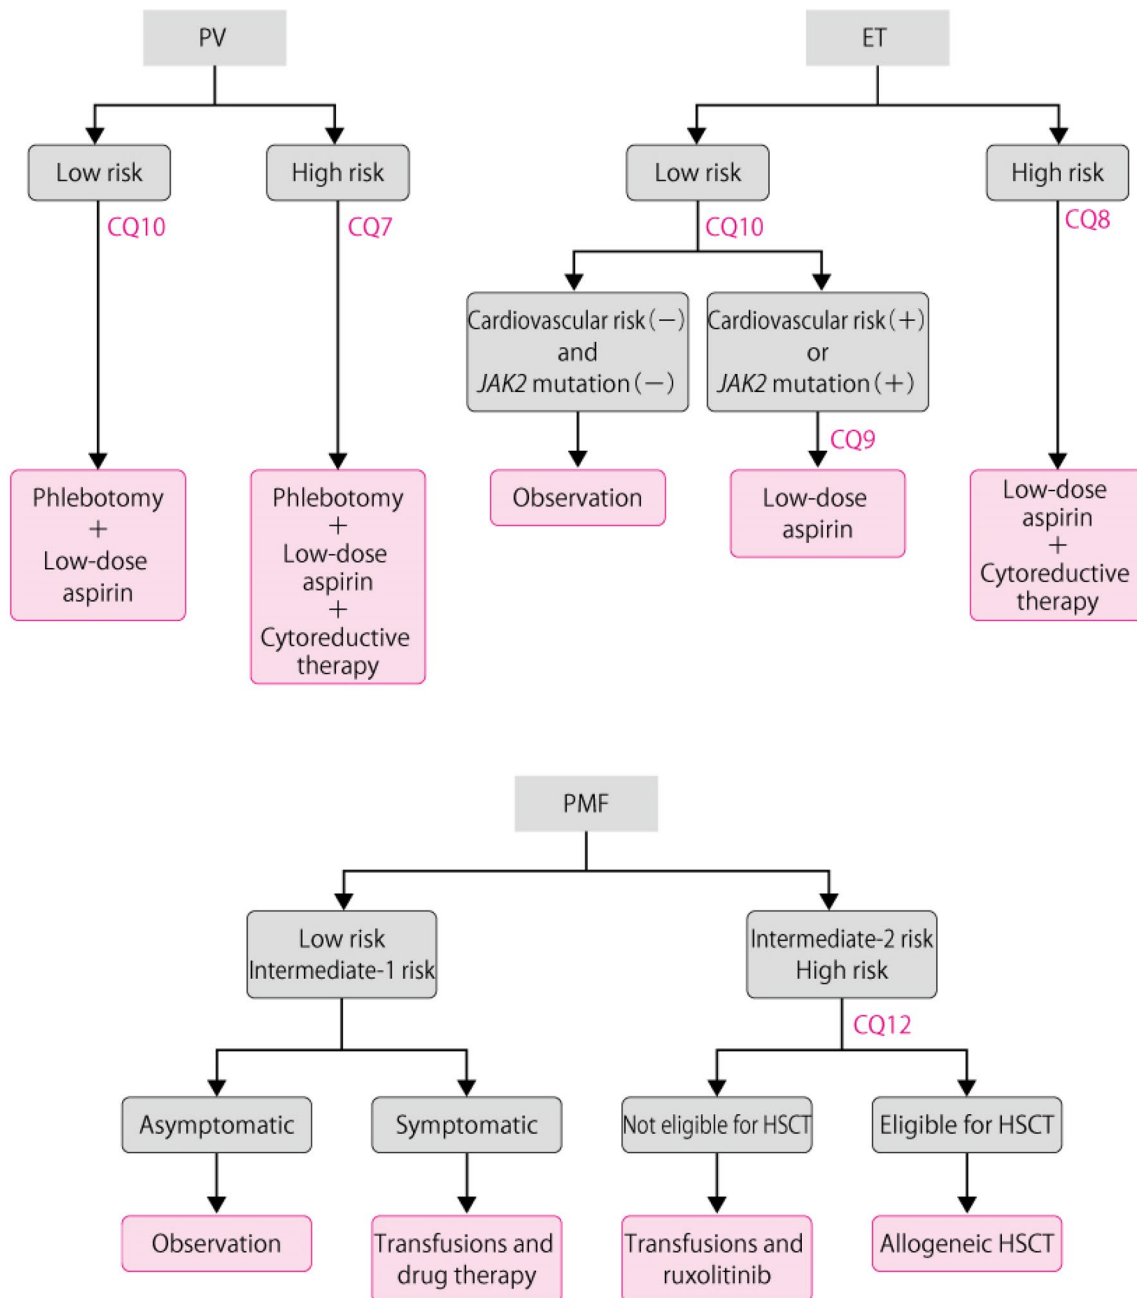 PV
Low risk
High risk
CQ10
CQ7
Phlebotomy
+
Low-dose
aspirin
Phlebotomy
+
Low-dose
aspirin
+
Cytoreductive
therapy
ET
Low risk
High risk
CQ10
CQ8
Cardiovascular risk(−)
and
JAK2 mutation(−)
Cardiovascular risk(+)
or
JAK2 mutation(+)
CQ9
Observation
Low-dose
aspirin
Low-dose
aspirin
+
Cytoreductive
therapy
PMF
Low risk
Intermediate-1 risk
Intermediate-2 risk
High risk
CQ12
Asymptomatic
Symptomatic
Not eligible for HSCT
Eligible for HSCT
Observation
Transfusions and
drug therapy
Transfusions and
ruxolitinib
Allogeneic HSCT